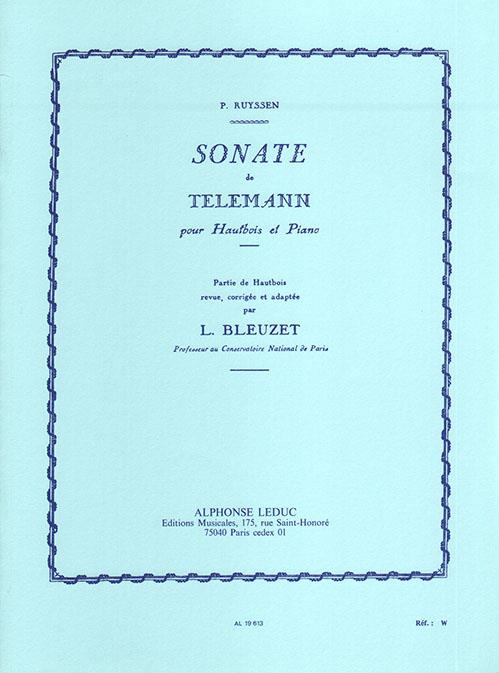 P. RUYSSEN
SONATE
de
TELEMANN
pour Hautbois et Piano
Partie de Hautbois
revue, corrigée et adaptée
par
L. BLEUZET
Professeur au Conservatoire National de Paris
ALPHONSE LEDUC
Editions Musicales, 175, rue Saint-Honoré
75040 Paris cedex 01
AL 19 613
Réf. : W